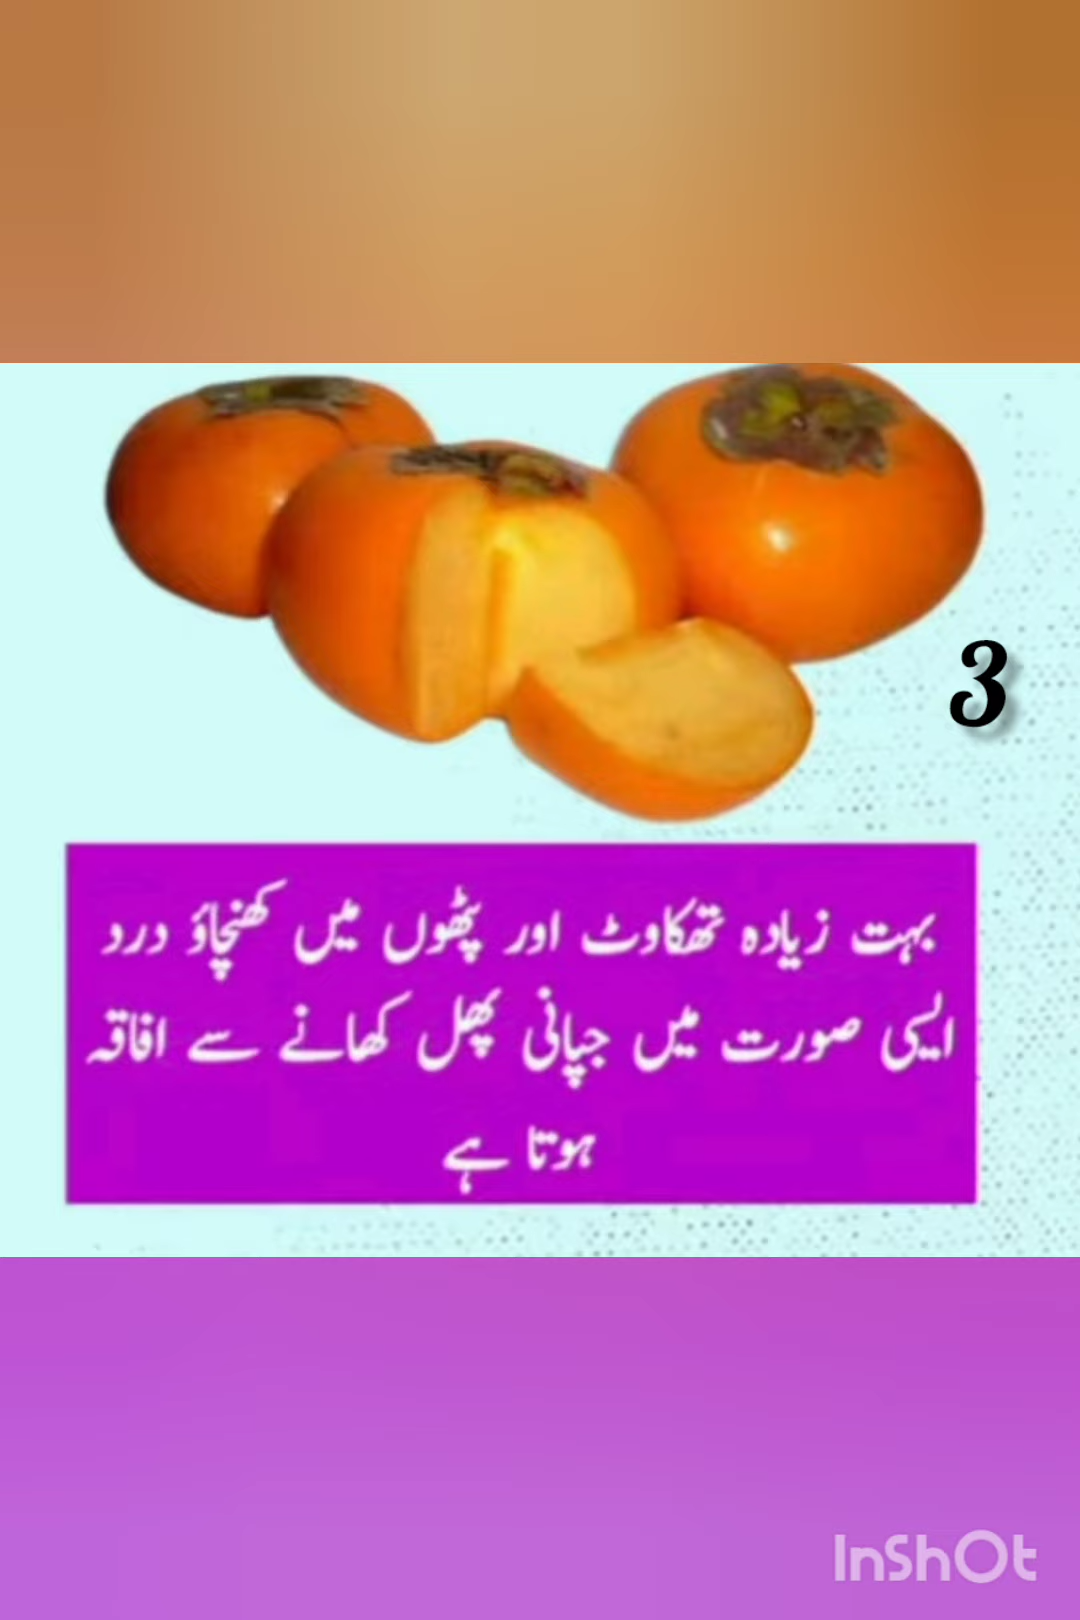 3
بہت زیادہ تھکاوٹ اور پٹھوں میں کھنچاؤ درد
ایسی صورت میں جپانی پھل کھانے سے افاقہ
ہوتا ہے
InShOt